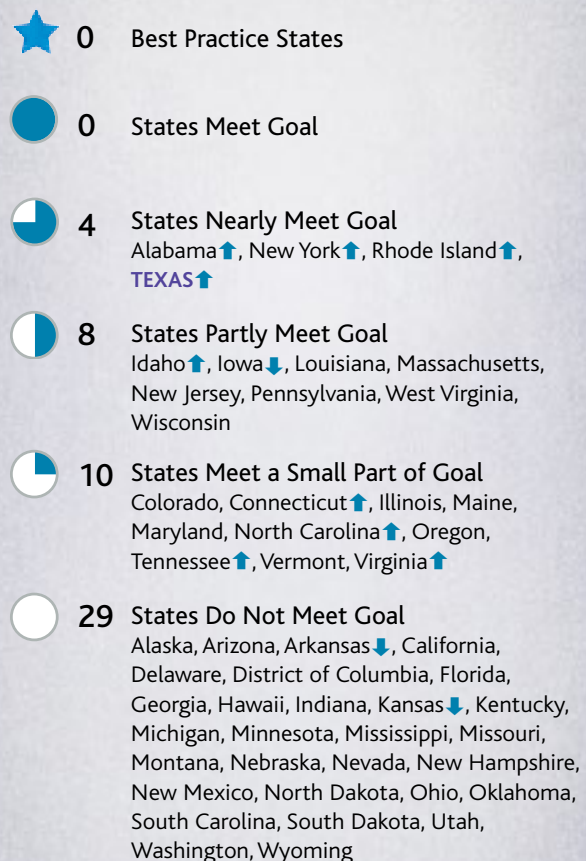 0 Best Practice States
0 States Meet Goal
4 States Nearly Meet Goal
Alabama⬆, New York⬆, Rhode Island⬆,
TEXAS⬆
8 States Partly Meet Goal
Idaho⬆, Iowa⬇, Louisiana, Massachusetts,
New Jersey, Pennsylvania, West Virginia,
Wisconsin
10 States Meet a Small Part of Goal
Colorado, Connecticut⬆, Illinois, Maine,
Maryland, North Carolina⬆, Oregon,
Tennessee⬆, Vermont, Virginia⬆
29 States Do Not Meet Goal
Alaska, Arizona, Arkansas⬇, California,
Delaware, District of Columbia, Florida,
Georgia, Hawaii, Indiana, Kansas⬇, Kentucky,
Michigan, Minnesota, Mississippi, Missouri,
Montana, Nebraska, Nevada, New Hampshire,
New Mexico, North Dakota, Ohio, Oklahoma,
South Carolina, South Dakota, Utah,
Washington, Wyoming